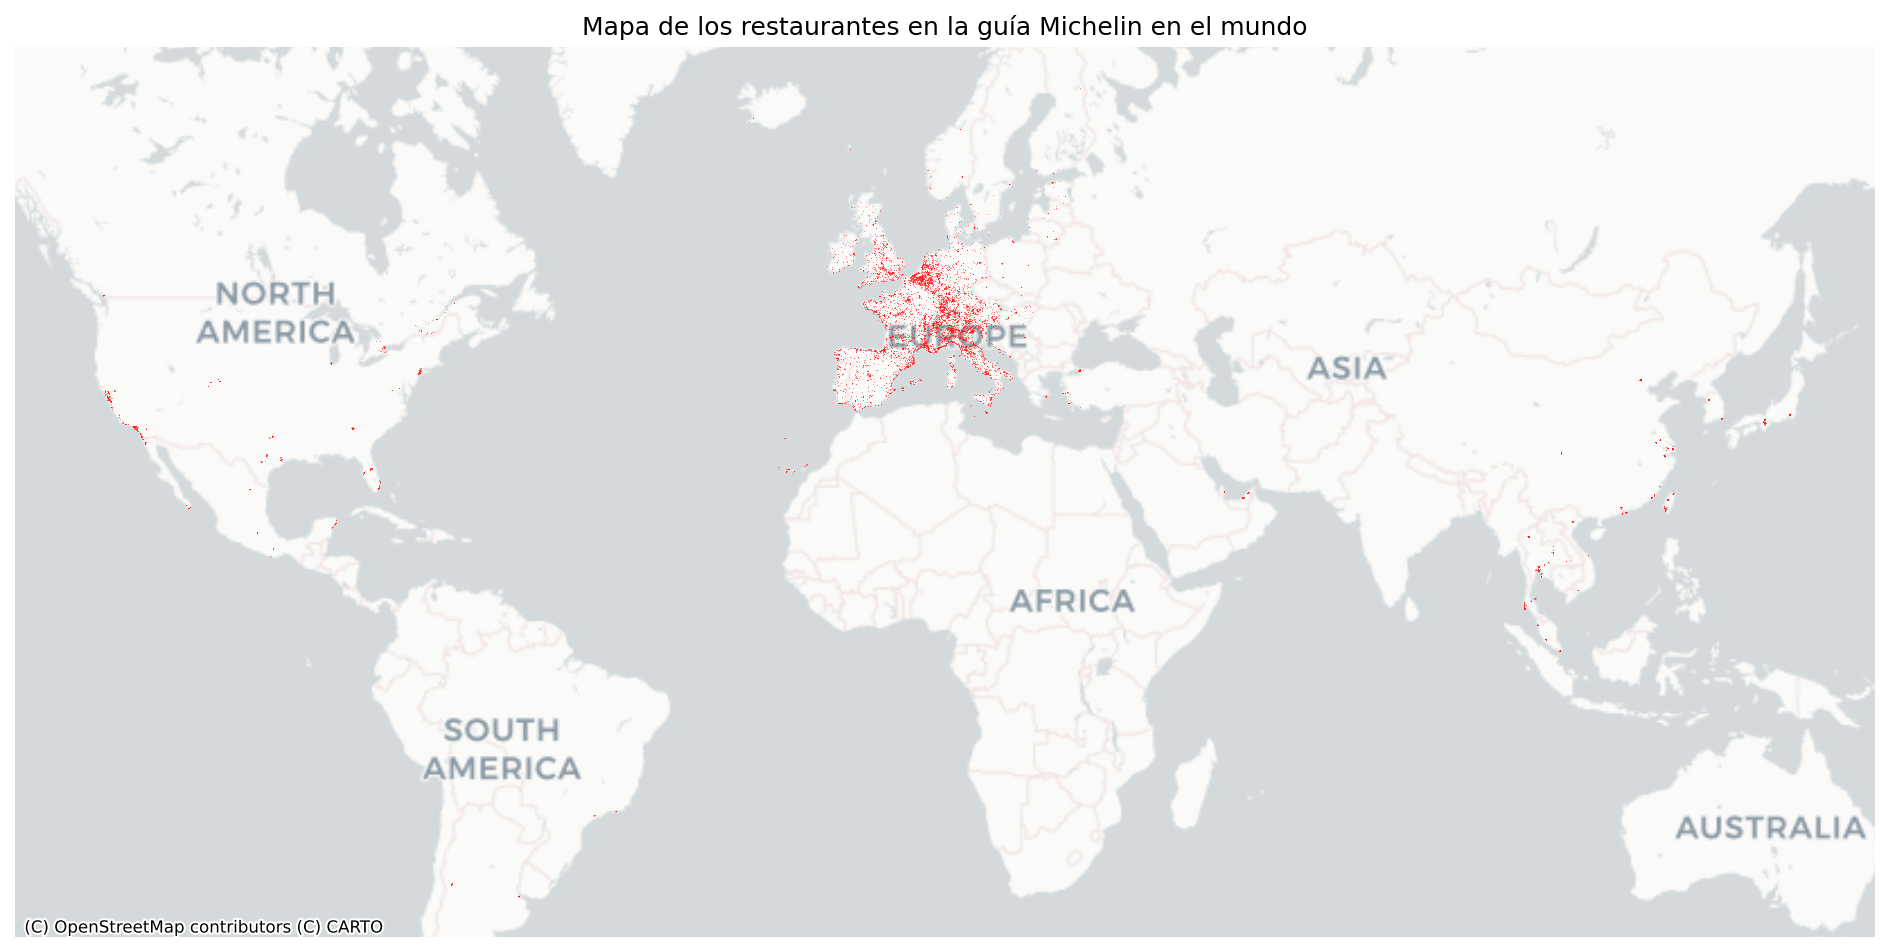 Mapa de los restaurantes en la guía Michelin en el mundo
NORTH
AMERICA
EUROPE
ASIA
AFRICA
SOUTH
AMERICA
AUSTRALIA
(C) OpenStreetMap contributors (C) CARTO